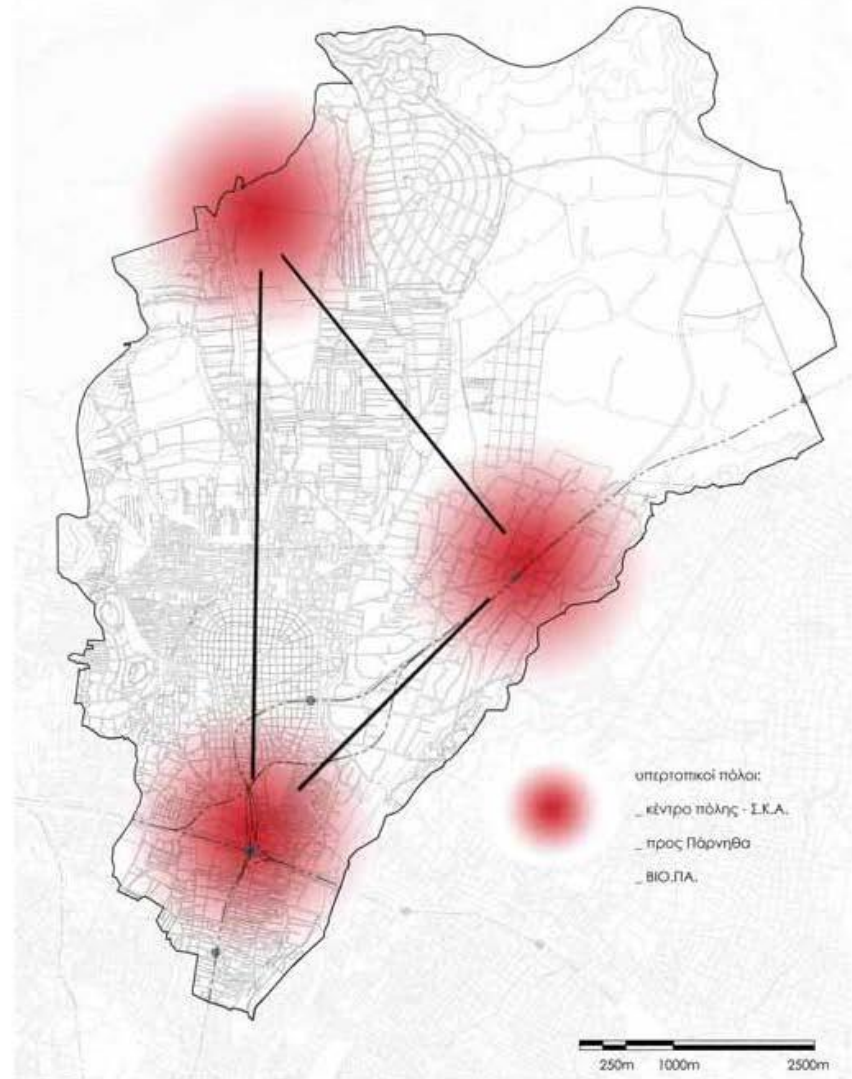 υπερτοπικοί πόλοι:
_ κέντρο πόλης - Σ.Κ.Α.
_ προς Πάρνηθα
_ ΒΙΟ.ΠΑ.
250m 1000m 2500m